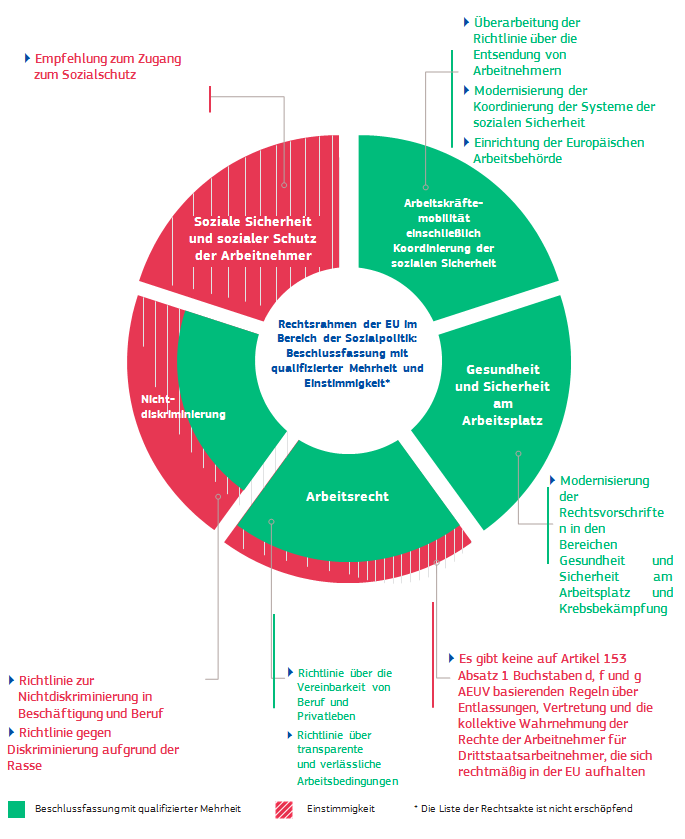 Überarbeitung der
Richtlinie über die
Entsendung von
Arbeitnehmern
Modernisierung der
Koordinierung der Systeme der
sozialen Sicherheit
Einrichtung der Europäischen
Arbeitsbehörde
Empfehlung zum Zugang
zum Sozialschutz
Soziale Sicherheit
und sozialer Schutz
der Arbeitnehmer
Arbeitskräfte-
mobilität
einschließlich
Koordinierung der
sozialen Sicherheit
Rechtsrahmen der EU im
Bereich der Sozialpolitik:
Beschlussfassung mit
qualifizierter Mehrheit und
Einstimmigkeit*
Gesundheit
und Sicherheit
am
Arbeitsplatz
Nicht-
diskriminierung
Arbeitsrecht
Modernisierung
der
Rechtsvorschrifte
n in den
Bereichen
Gesundheit und
Sicherheit am
Arbeitsplatz und
Krebsbekämpfung
Richtlinie zur
Nichtdiskriminierung in
Beschäftigung und Beruf
Richtlinie gegen
Diskriminierung aufgrund der
Rasse
Richtlinie über die
Vereinbarkeit von
Beruf und
Privatleben
Richtlinie über
transparente
und verlässliche
Arbeitsbedingungen
Es gibt keine auf Artikel 153
Absatz 1 Buchstaben d, f und g
AEUV basierenden Regeln über
Entlassungen, Vertretung und die
kollektive Wahrnehmung der
Rechte der Arbeitnehmer für
Drittstaatsarbeitnehmer, die sich
rechtmäßig in der EU aufhalten
Beschlussfassung mit qualifizierter Mehrheit
Einstimmigkeit
* Die Liste der Rechtsakte ist nicht erschöpfend